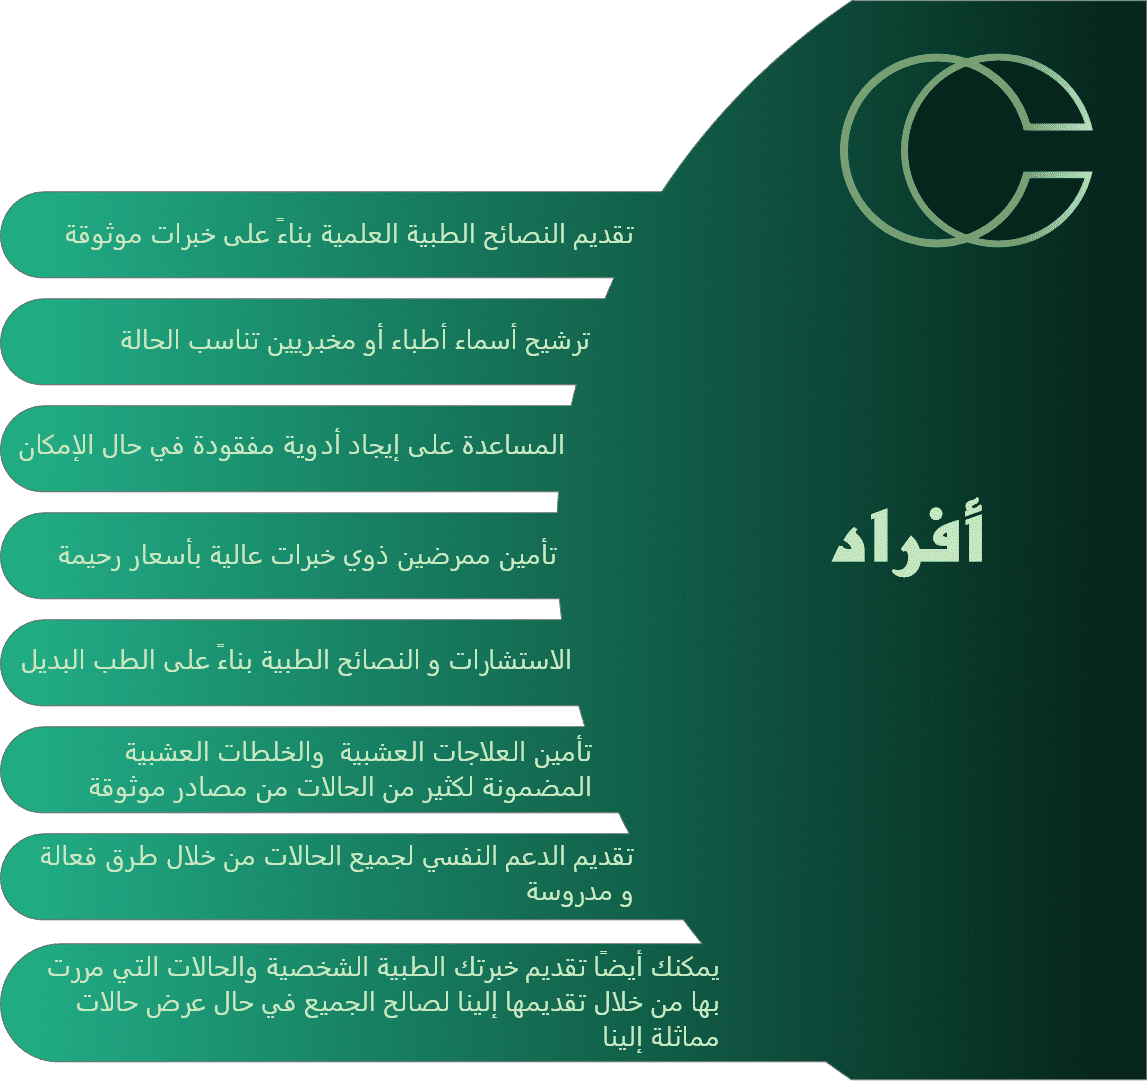 تقديم النصائح الطبية العلمية بناءً على خبرات موثوقة
ترشيح أسماء أطباء أو مخبريين تناسب الحالة
المساعدة على إيجاد أدوية مفقودة في حال الإمكان
أفراد
تأمين ممرضين ذوي خبرات عالية بأسعار رحيمة
الاستشارات و النصائح الطبية بناءً على الطب البديل
تأمين العلاجات العشبية والخلطات العشبية
المضمونة لكثير من الحالات من مصادر موثوقة
تقديم الدعم النفسي لجميع الحالات من خلال طرق فعالة
و مدروسة
يمكنك أيضًا تقديم خبرتك الطبية الشخصية والحالات التي مررت
بها من خلال تقديمها إلينا لصالح الجميع في حال عرض حالات
مماثلة إلينا